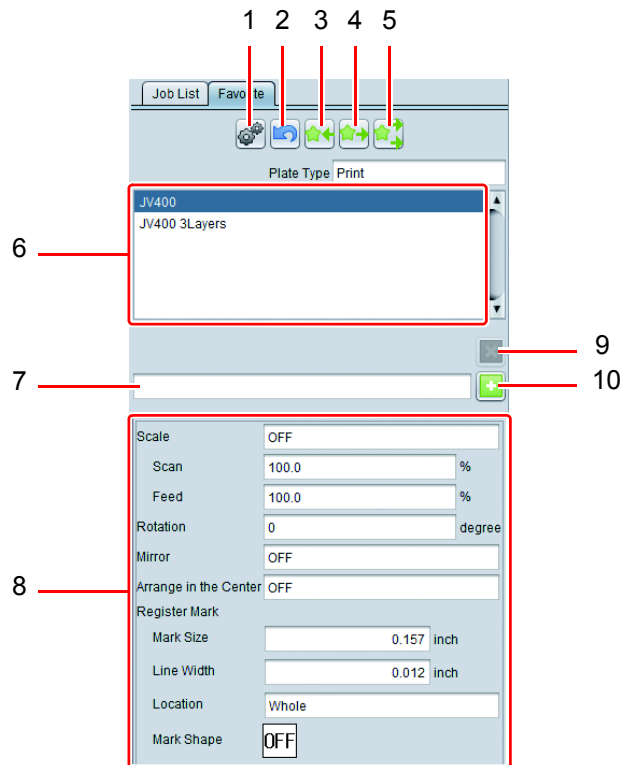 1 2 3 4 5
Job List Favorite
Plate Type Print
JV400
6
JV400 3Layers
9
7
10
Scale OFF
Scan 100.0 %
Feed 100.0 %
Rotation 0 degree
Mirror OFF
8
Arrange in the Center OFF
Register Mark
Mark Size 0.157 inch
Line Width 0.012 inch
Location Whole
Mark Shape OFF